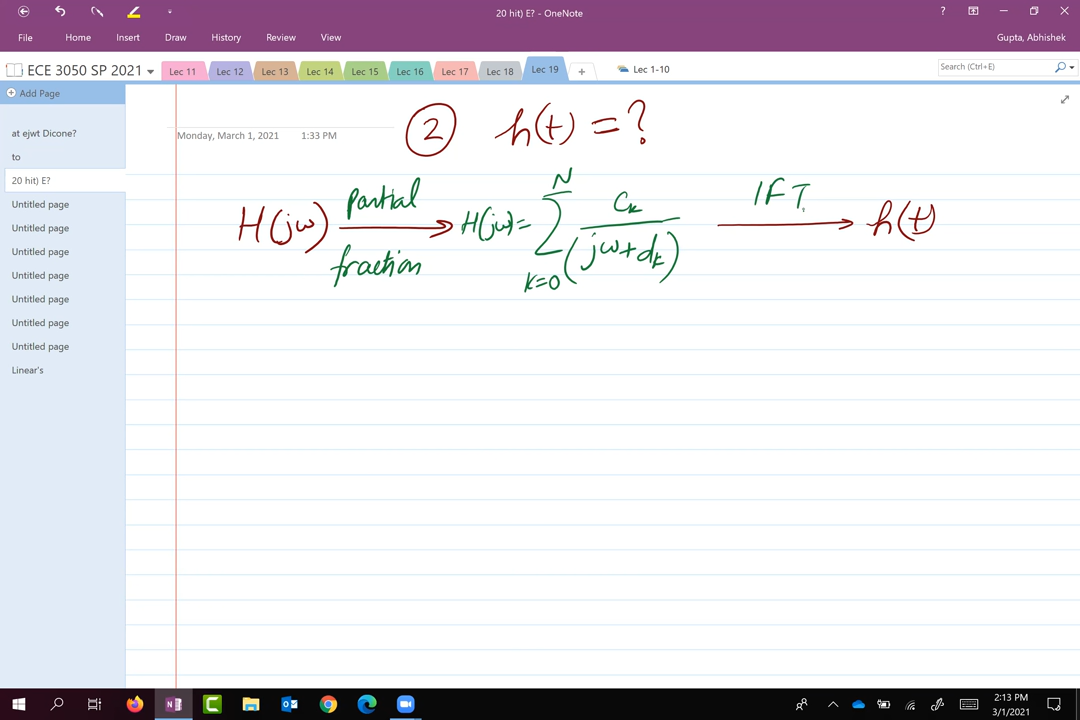 20 hit) E? - OneNote
?
File Home Insert Draw History Review View
Gupta, Abhishek
ECE 3050 SP 2021
Lec 11 Lec 12 Lec 13 Lec 14 Lec 15 Lec 16 Lec 17 Lec 18 Lec 19 + Lec 1-10
Search (Ctrl+E)
Add Page
at ejwt Dicone?
to
20 hit) E?
Untitled page
Untitled page
Untitled page
Untitled page
Untitled page
Untitled page
Untitled page
Linear's
Monday, March 1, 2021 1:33 PM
② h(t) = ?
H(jω) Partial fraction → H(jω) = ∑_{k=0}^{N} c_k / (jω + d_k) IFT → h(t)
2:13 PM
3/1/2021